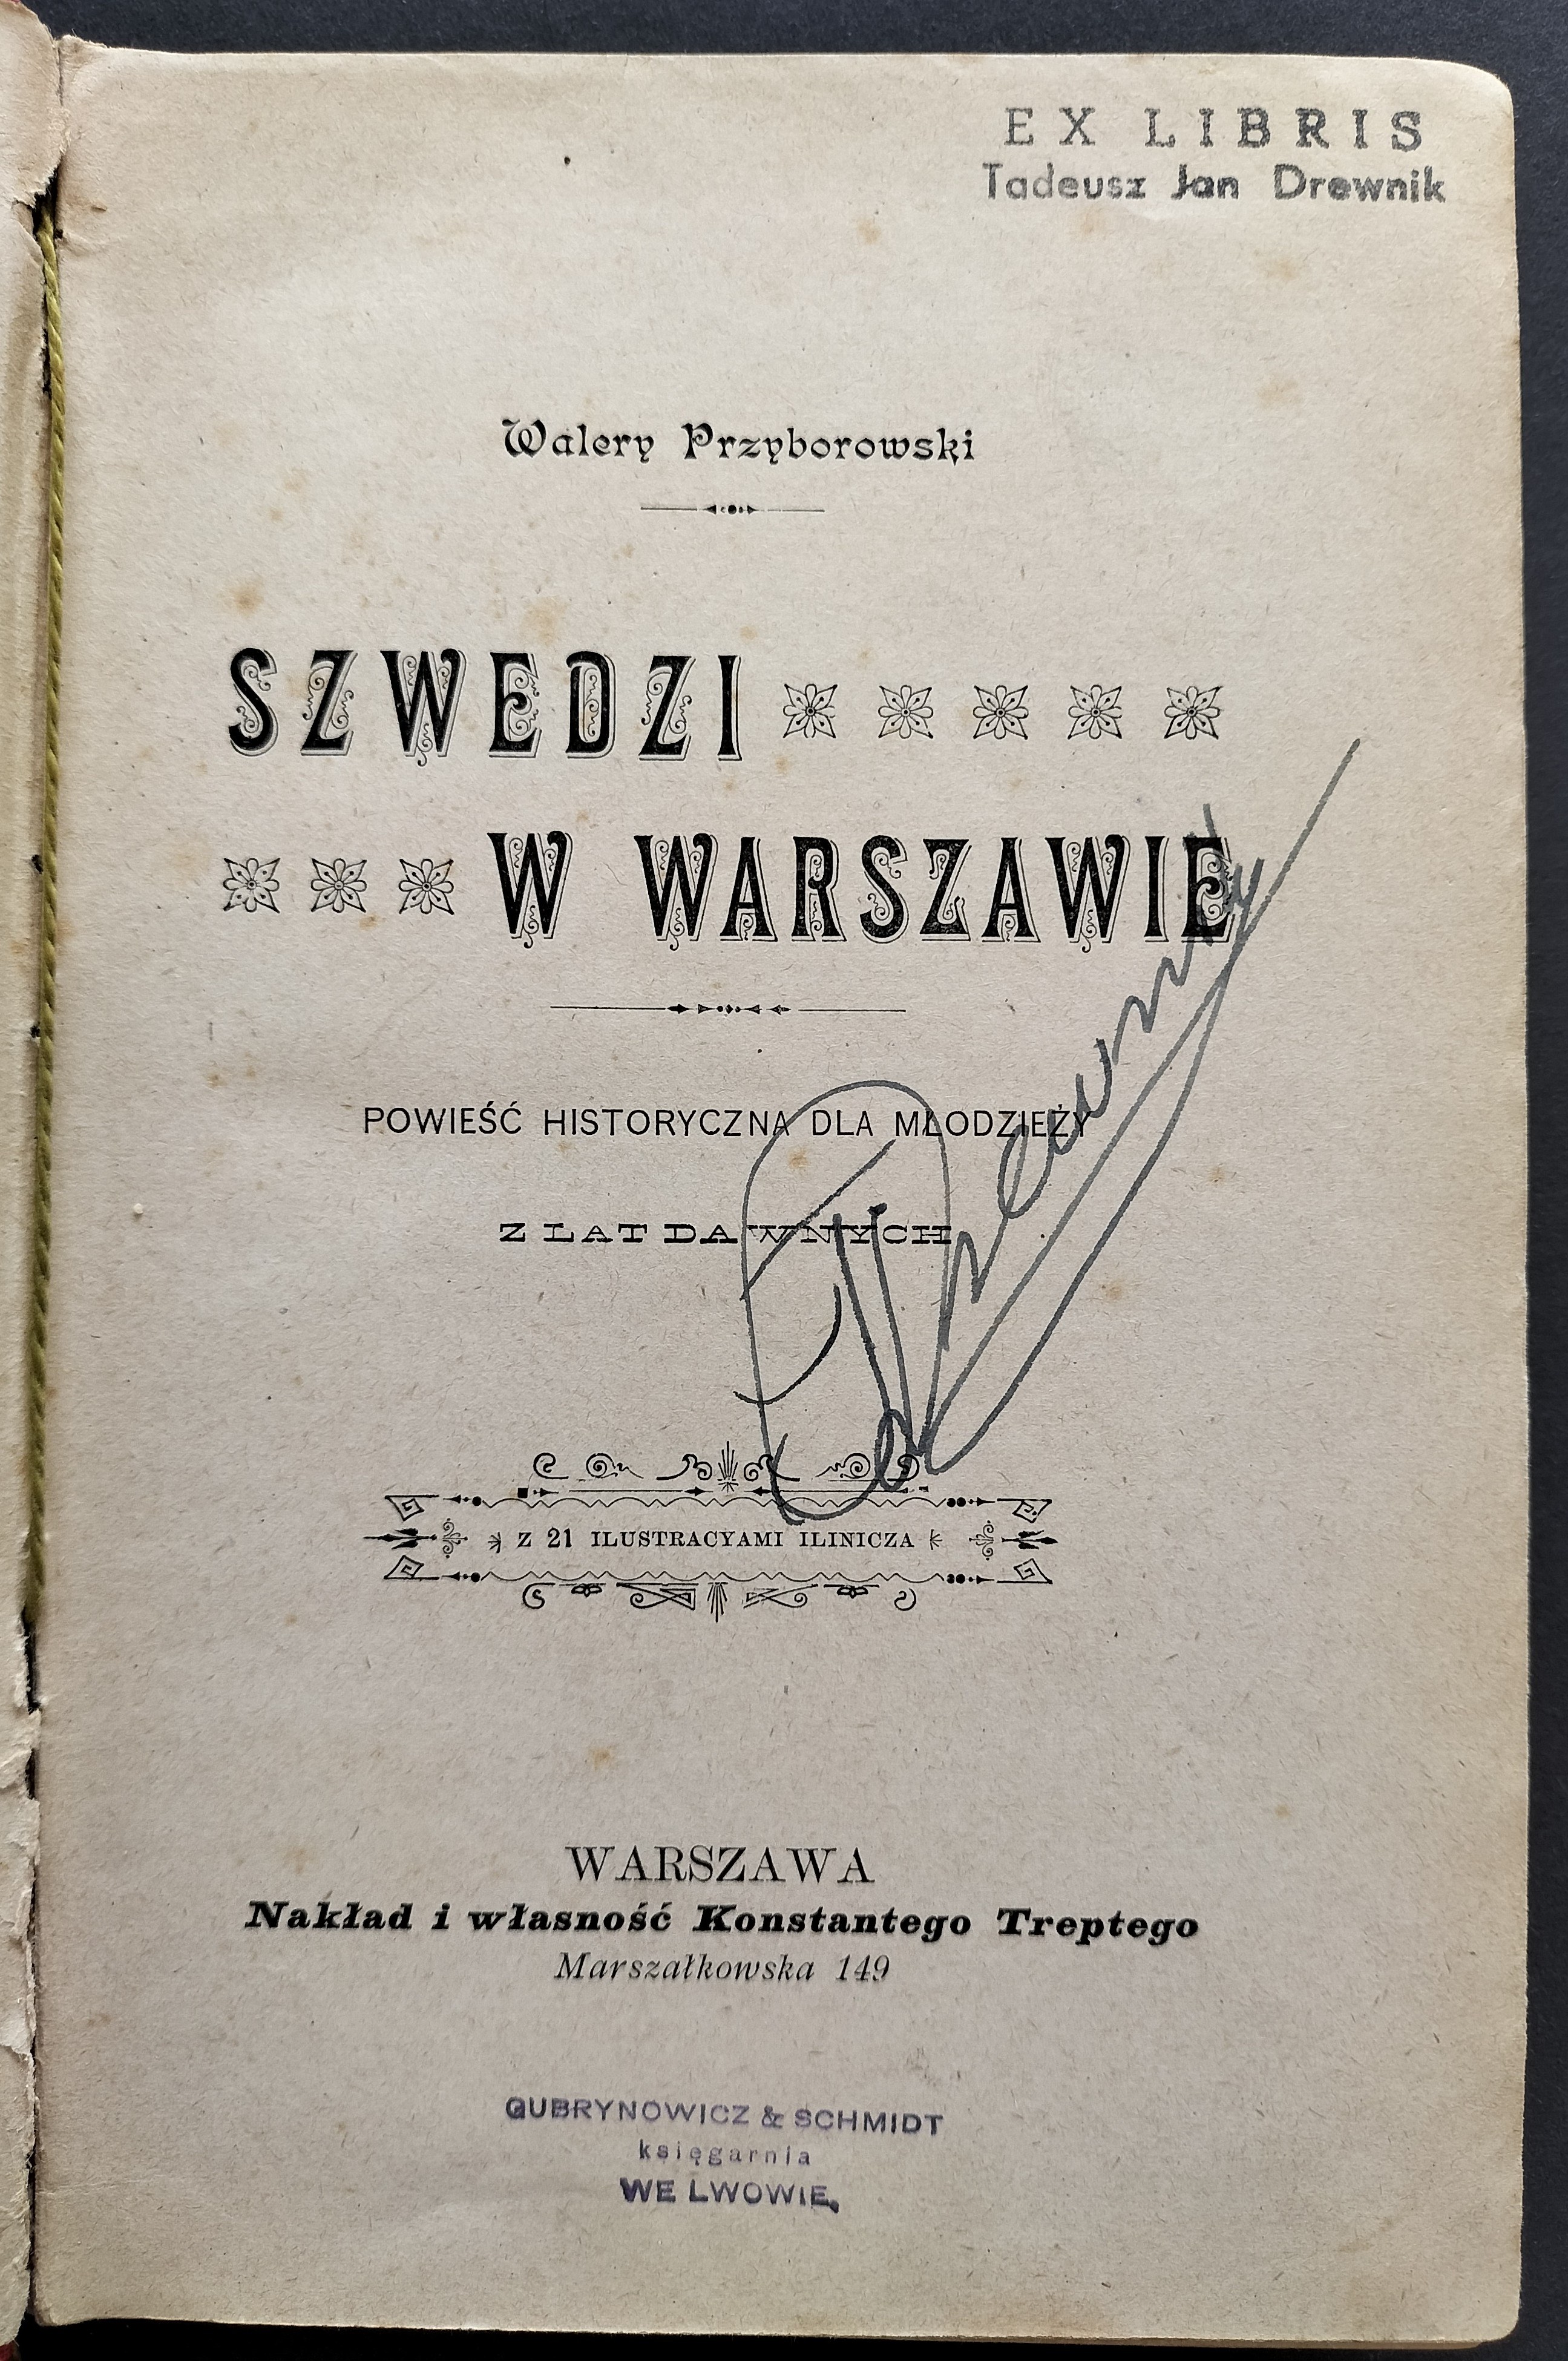 EX LIBRIS
Tadeusz Jan Drewnik
Walery Przyborowski
SZWEDZI
W WARSZAWIE
POWIEŚĆ HISTORYCZNA DLA MŁODZIEŻY
Z LAT DAWNYCH
Z 21 ILUSTRACYAMI ILINICZA
WARSZAWA
Nakład i własność Konstantego Treptego
Marszałkowska 149
GUBRYNOWICZ & SCHMIDT
księgarnia
WE LWOWIE